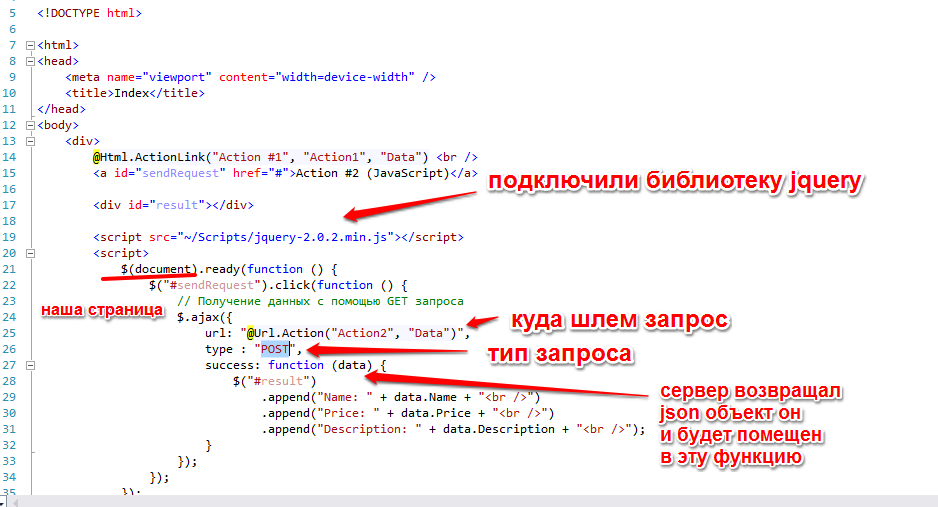 5 <!DOCTYPE html>
6
7 <html>
8 <head>
9 <meta name="viewport" content="width=device-width" />
10 <title>Index</title>
11 </head>
12 <body>
13 <div>
14 @Html.ActionLink("Action #1", "Action1", "Data") <br />
15 <a id="sendRequest" href="#">Action #2 (JavaScript)</a>
подключили библиотеку jquery
16
17 <div id="result"></div>
18
19 <script src="~/Scripts/jquery-2.0.2.min.js"></script>
20 <script>
21 $(document).ready(function () {
22 $("#sendRequest").click(function () {
наша страница
23 // Получение данных с помощью GET запроса
24 $.ajax({
куда шлем запрос
25 url: "@Url.Action("Action2", "Data")",
26 type : "POST",
тип запроса
27 success: function (data) {
28 $("#result")
29 .append("Name: " + data.Name + "<br />")
30 .append("Price: " + data.Price + "<br />")
31 .append("Description: " + data.Description + "<br />");
сервер возвращал
json объект он
и будет помещен
в эту функцию
32 }
33 });
34 });
35 });